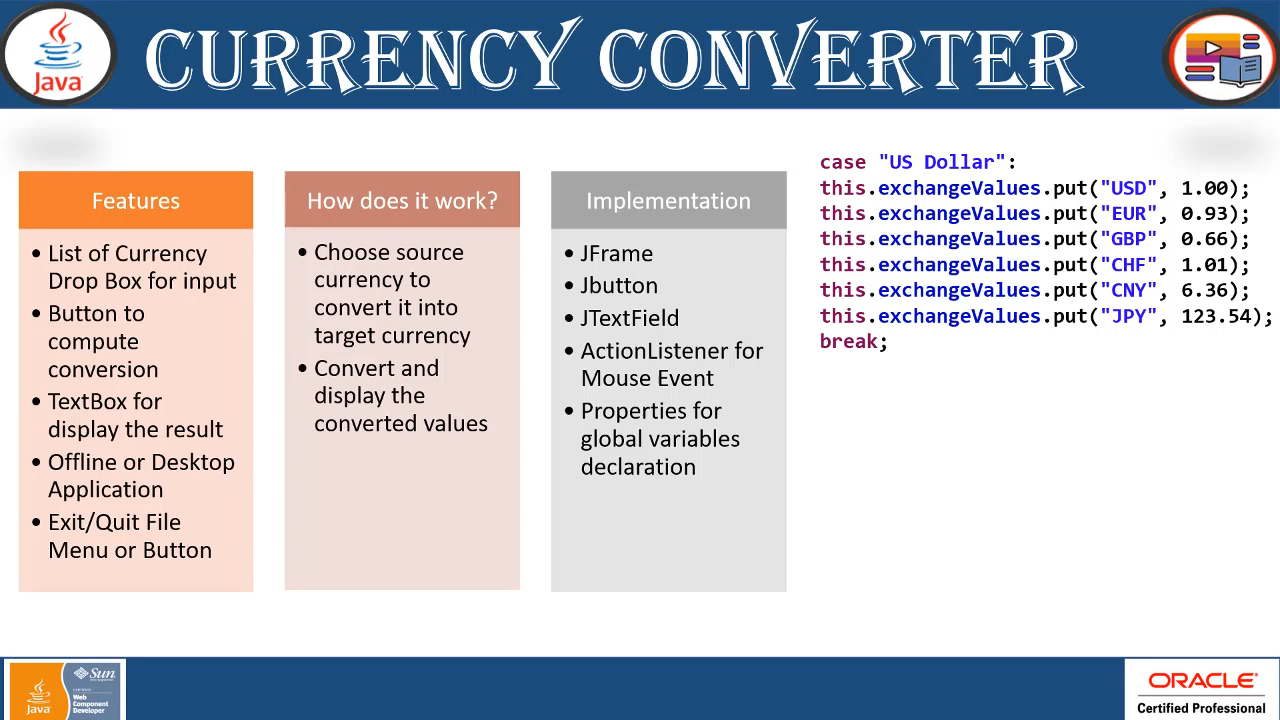 Java
CURRENCY CONVERTER
Features
• List of Currency
Drop Box for input
• Button to
compute
conversion
• TextBox for
display the result
• Offline or Desktop
Application
• Exit/Quit File
Menu or Button
How does it work?
• Choose source
currency to
convert it into
target currency
• Convert and
display the
converted values
Implementation
• JFrame
• Jbutton
• JTextField
• ActionListener for
Mouse Event
• Properties for
global variables
declaration
case "US Dollar":
this.exchangeValues.put("USD", 1.00);
this.exchangeValues.put("EUR", 0.93);
this.exchangeValues.put("GBP", 0.66);
this.exchangeValues.put("CHF", 1.01);
this.exchangeValues.put("CNY", 6.36);
this.exchangeValues.put("JPY", 123.54);
break;
Java
Sun
Web
Component
Developer
ORACLE
Certified Professional